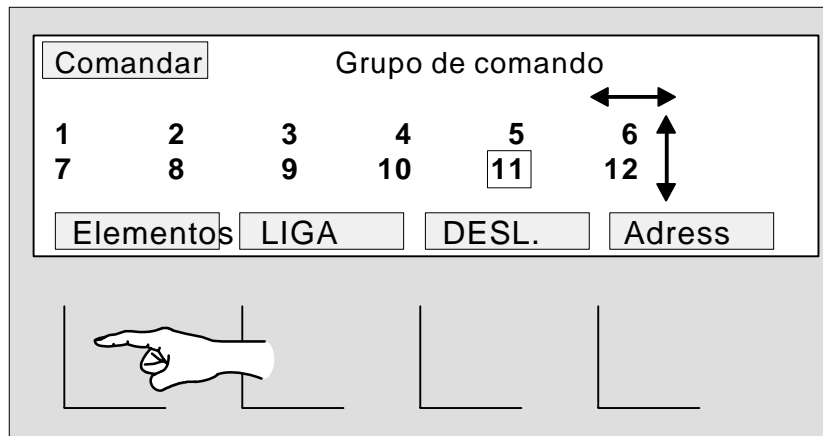 Comandar Grupo de comando
1 2 3 4 5 6
7 8 9 10 11 12
Elementos LIGA DESL. Adress